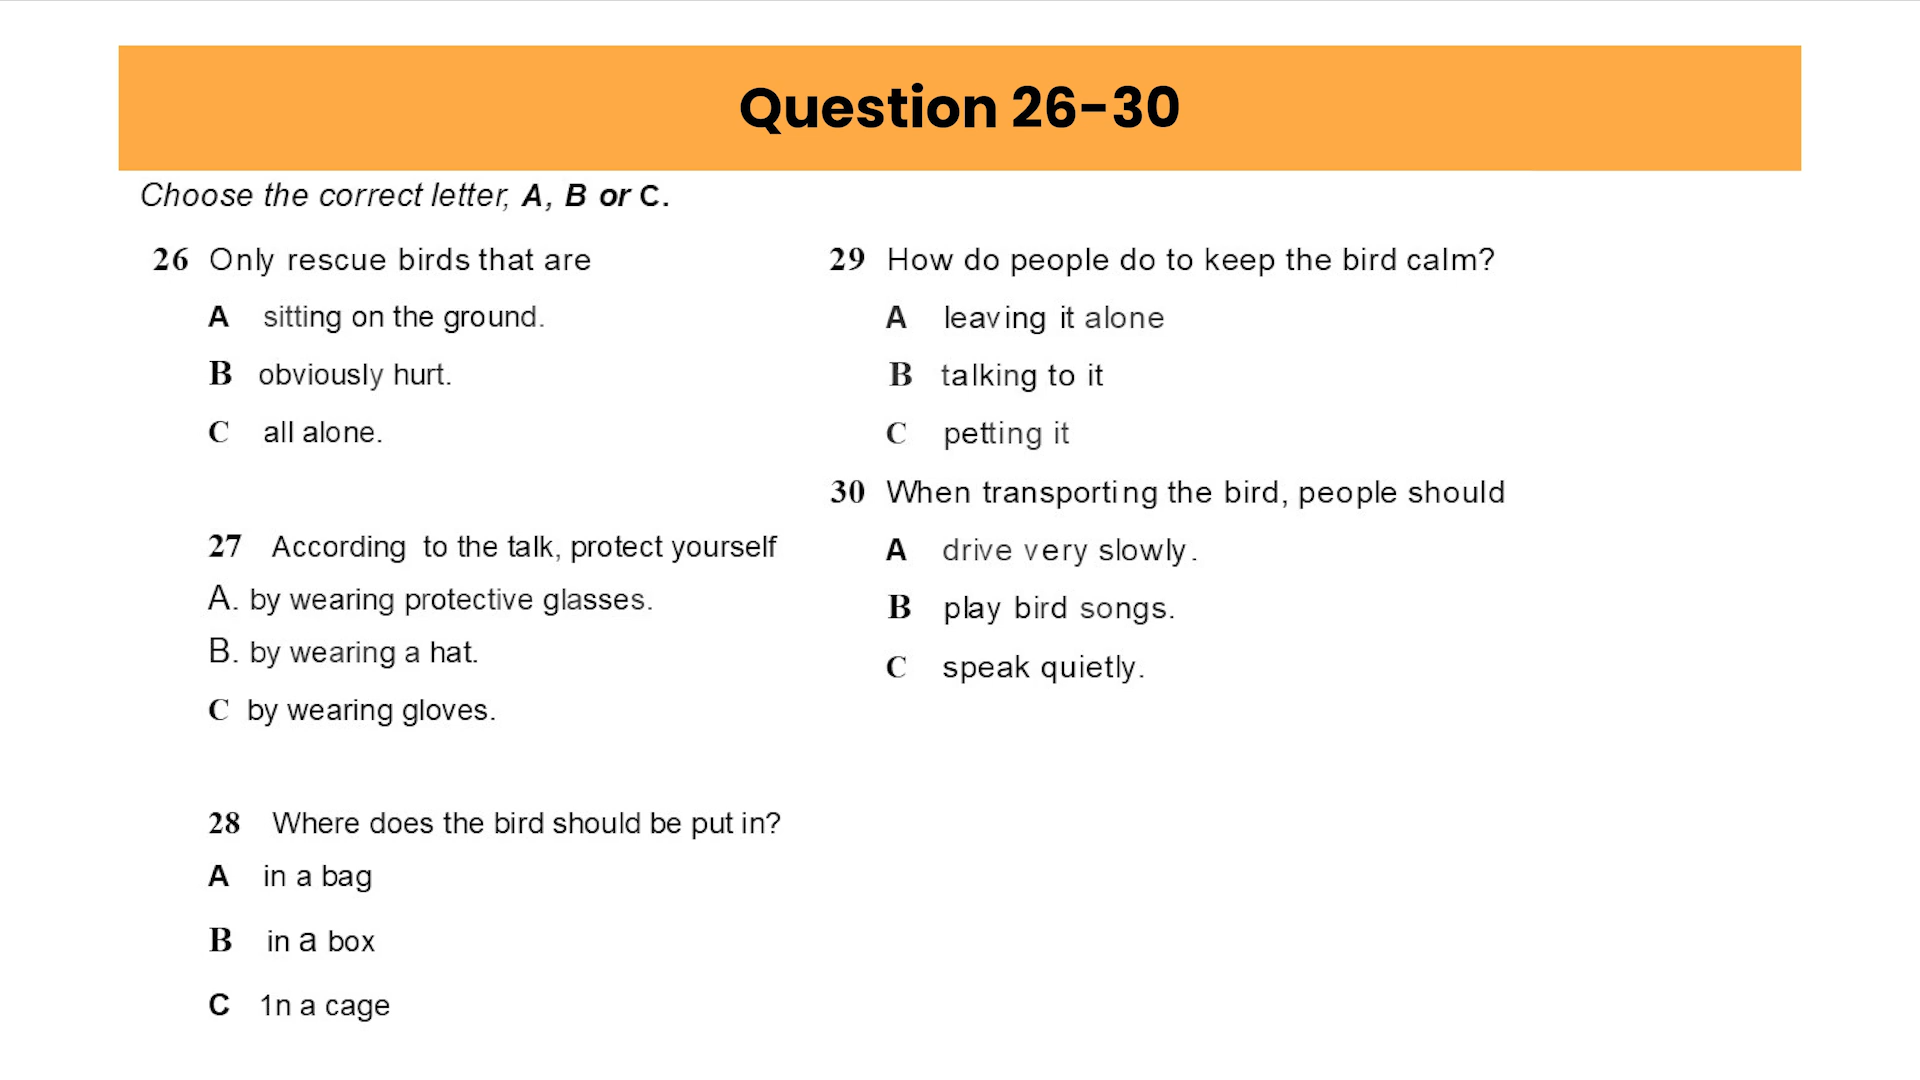 Question 26-30
Choose the correct letter, A, B or C.
26 Only rescue birds that are
A sitting on the ground.
B obviously hurt.
C all alone.
27 According to the talk, protect yourself
A. by wearing protective glasses.
B. by wearing a hat.
C by wearing gloves.
28 Where does the bird should be put in?
A in a bag
B in a box
C 1n a cage
29 How do people do to keep the bird calm?
A leaving it alone
B talking to it
C petting it
30 When transporting the bird, people should
A drive very slowly.
B play bird songs.
C speak quietly.